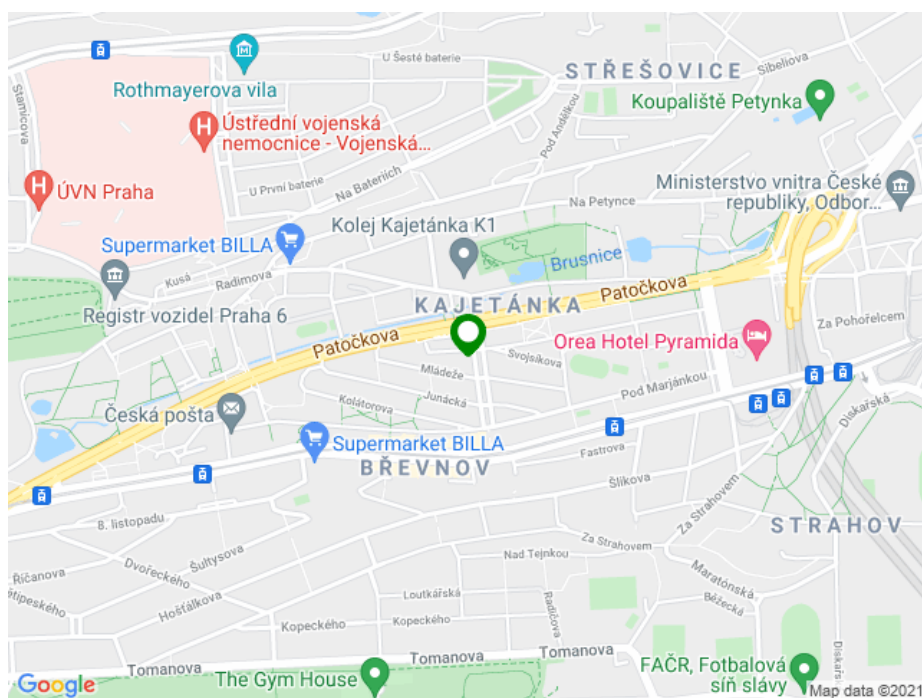 U Šesté baterie
STŘEŠOVICE
Sibeliova
Rothmayerova vila
Stamicova
Pod Andělkou
Koupaliště Petynka
Ústřední vojenská
nemocnice - Vojenská...
ÚVN Praha
U První baterie
Na Bateriích
Na Petynce
Ministerstvo vnitra České
republiky, Odbor...
Kolej Kajetánka K1
Supermarket BILLA
Brusnice
Kusá
Radimova
Patočkova
KAJETÁNKA
Registr vozidel Praha 6
Za Pohořelcem
Patočkova
Orea Hotel Pyramida
Svojsíkova
Mládeže
Pod Marjánkou
Junácká
Kolátorova
Česká pošta
Diskařská
Supermarket BILLA
Fastrova
BŘEVNOV
Šlikova
Za Strahovem
8. listopadu
STRAHOV
Za Strahovem
Šultysova
Nad Tejnkou
Dvořeckého
Říčanova
Maratónská
Radičova
Loutkářská
Běžecká
Hošťálkova
Kopeckého
Kopeckého
Diskařská
Tomanova
Tomanova
Tomanova
The Gym House
FAČR, Fotbalová
síň slávy
Google
Map data ©2021